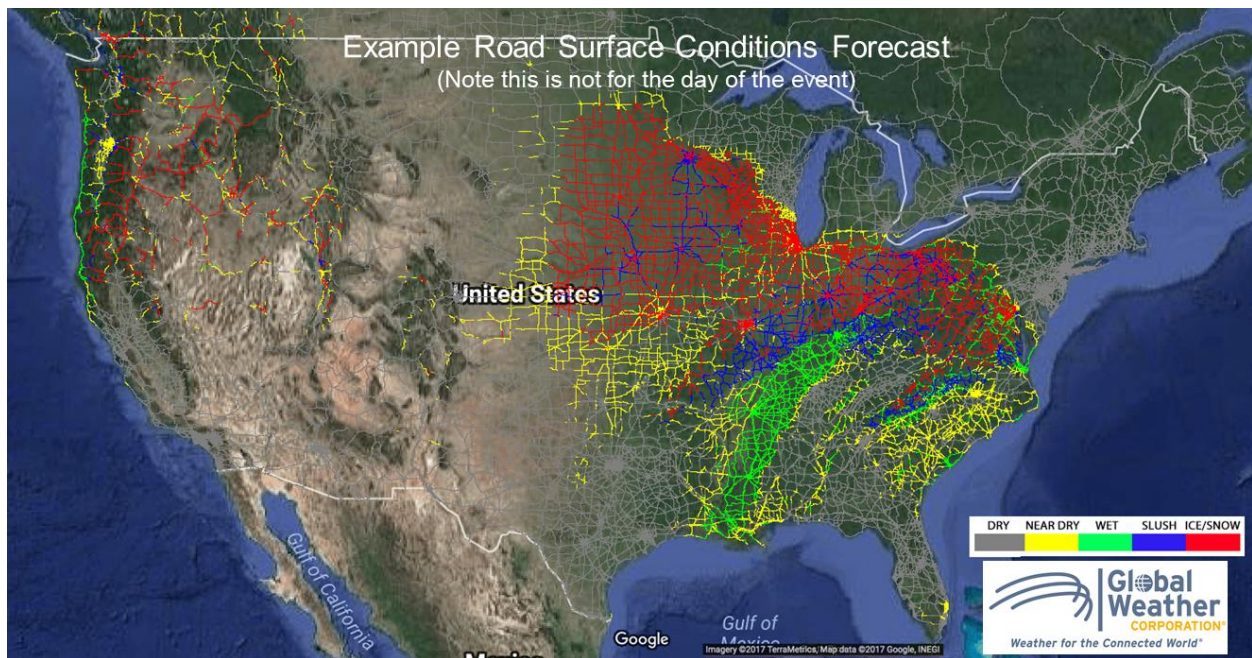 Example Road Surface Conditions Forecast
(Note this is not for the day of the event)
United States
Gulf of California
Gulf of
Mexico
Mexico
Google
Imagery ©2017 TerraMetrics, Map data ©2017 Google, INEGI
DRY NEAR DRY WET SLUSH ICE/SNOW
Global
Weather
CORPORATION®
Weather for the Connected World®